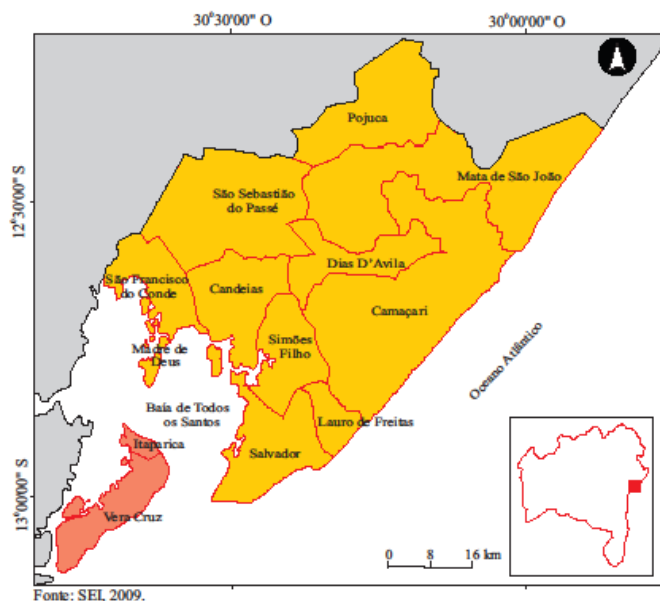 30°30'00" O
30°00'00" O
Pojuca
Mata de São João
12°30'00" S
São Sebastião
do Passé
Dias D'Avila
São Francisco
do Conde
Candeias
Camaçari
Simões
Filho
Madre de
Deus
Oceano Atlântico
Baía de Todos
os Santos
Lauro de Freitas
Itaparica
Salvador
13°00'00" S
Vera Cruz
0 8 16 km
Fonte: SEI, 2009.